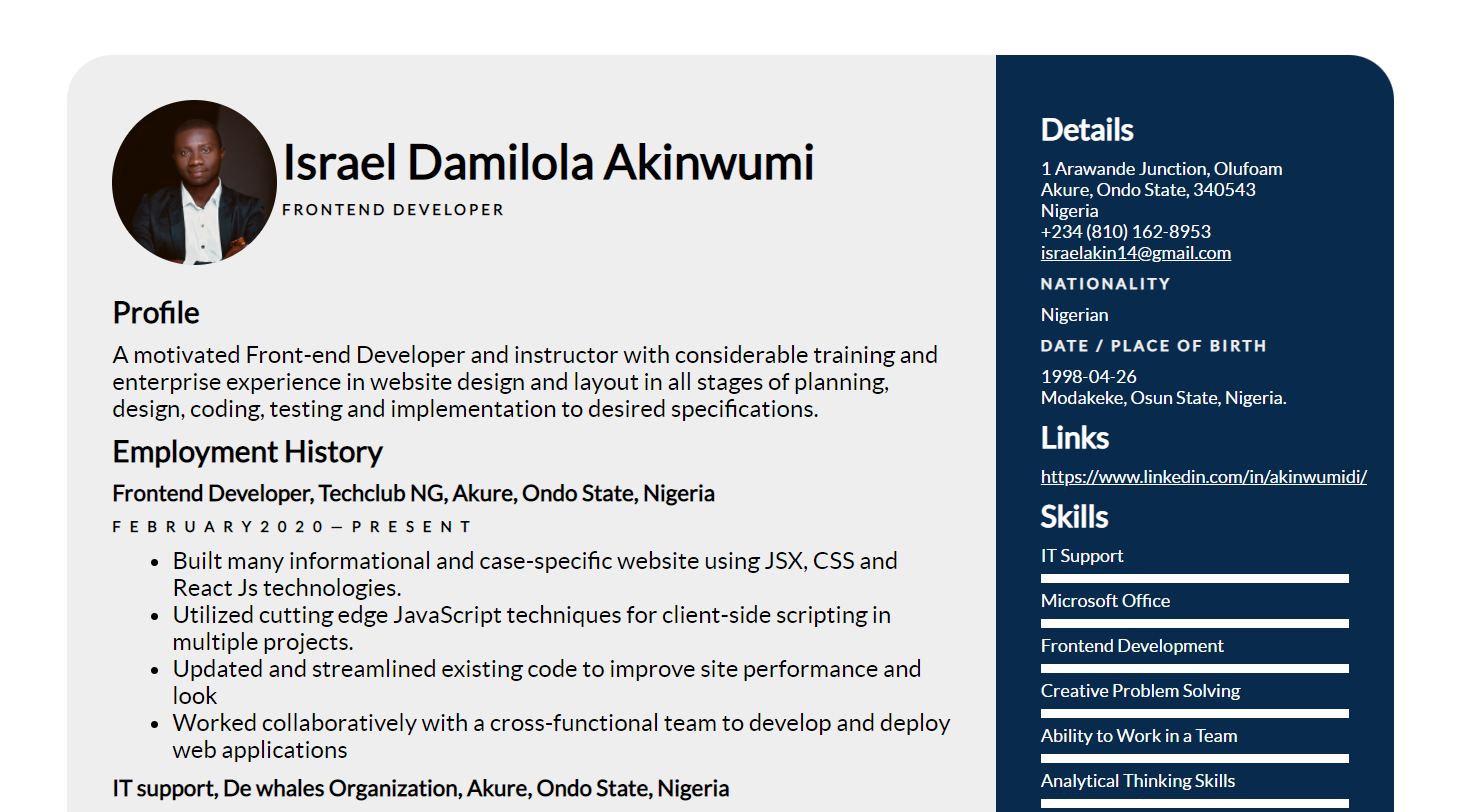 Israel Damilola Akinwumi
FRONTEND DEVELOPER
Profile
A motivated Front-end Developer and instructor with considerable training and
enterprise experience in website design and layout in all stages of planning,
design, coding, testing and implementation to desired specifications.
Employment History
Frontend Developer, Techclub NG, Akure, Ondo State, Nigeria
FEBRUARY2020–PRESENT
• Built many informational and case-specific website using JSX, CSS and
React Js technologies.
• Utilized cutting edge JavaScript techniques for client-side scripting in
multiple projects.
• Updated and streamlined existing code to improve site performance and
look
• Worked collaboratively with a cross-functional team to develop and deploy
web applications
IT support, De whales Organization, Akure, Ondo State, Nigeria
Details
1 Arawande Junction, Olufoam
Akure, Ondo State, 340543
Nigeria
+234 (810) 162-8953
israelakin14@gmail.com
NATIONALITY
Nigerian
DATE / PLACE OF BIRTH
1998-04-26
Modakeke, Osun State, Nigeria.
Links
https://www.linkedin.com/in/akinwumidi/
Skills
IT Support
Microsoft Office
Frontend Development
Creative Problem Solving
Ability to Work in a Team
Analytical Thinking Skills